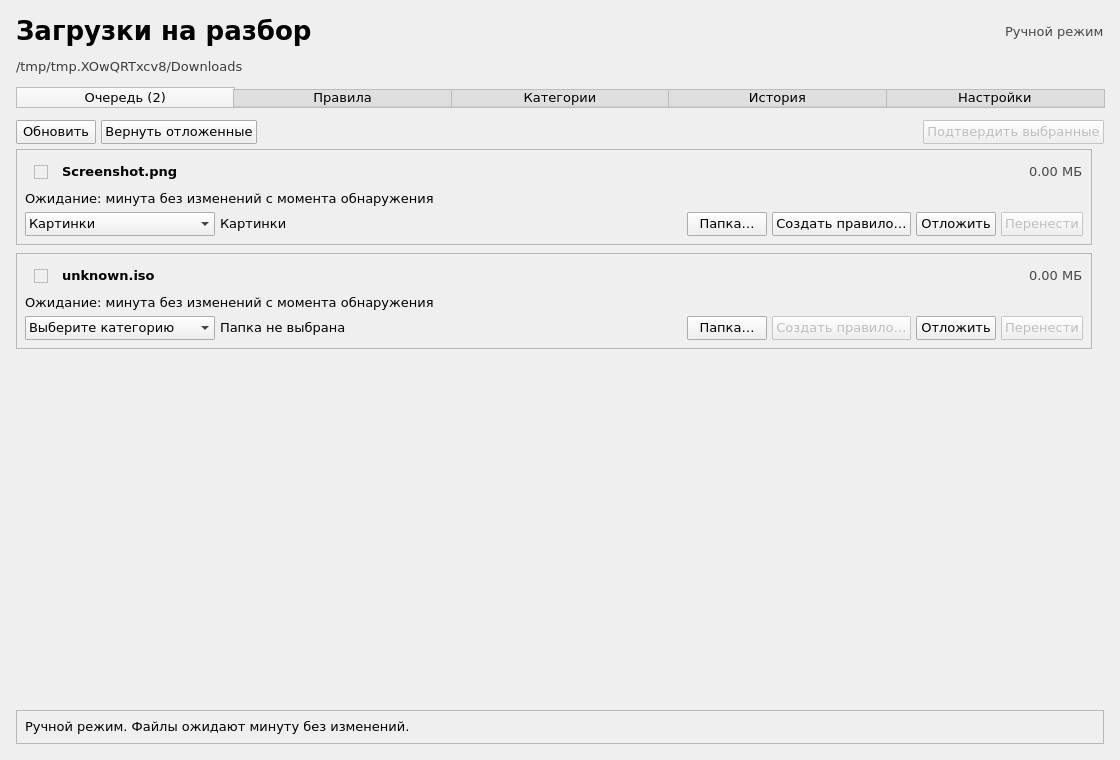 Загрузки на разбор
Ручной режим
/tmp/tmp.XOwQRTxcv8/Downloads
Очередь (2) Правила Категории История Настройки
Обновить Вернуть отложенные Подтвердить выбранные
Screenshot.png 0.00 МБ
Ожидание: минута без изменений с момента обнаружения
Картинки Картинки Папка... Создать правило... Отложить Перенести
unknown.iso 0.00 МБ
Ожидание: минута без изменений с момента обнаружения
Выберите категорию Папка не выбрана Папка... Создать правило... Отложить Перенести
Ручной режим. Файлы ожидают минуту без изменений.